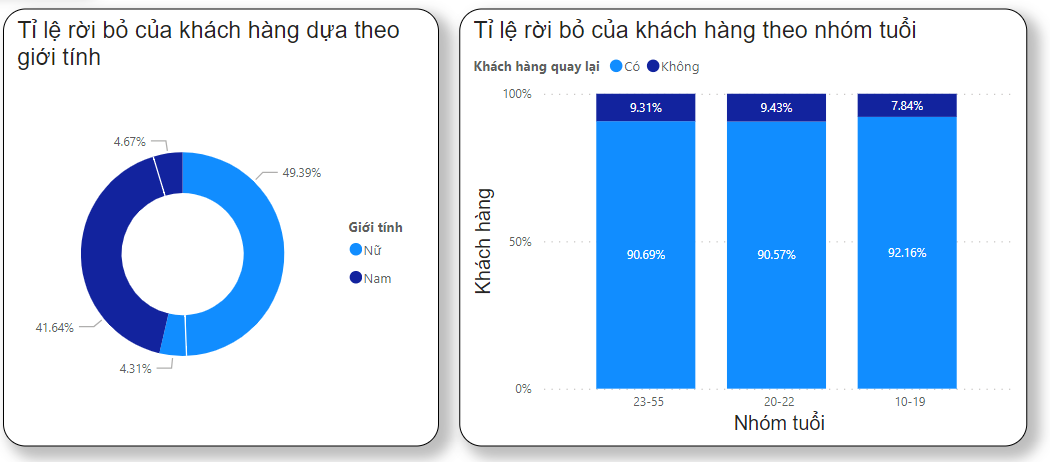 Tỉ lệ rời bỏ của khách hàng dựa theo
giới tính
4.67%
49.39%
Giới tính
Nữ
Nam
41.64%
4.31%
Tỉ lệ rời bỏ của khách hàng theo nhóm tuổi
Khách hàng quay lại Có Không
100%
9.31% 9.43% 7.84%
Khách hàng
50%
90.69% 90.57% 92.16%
0%
23-55 20-22 10-19
Nhóm tuổi